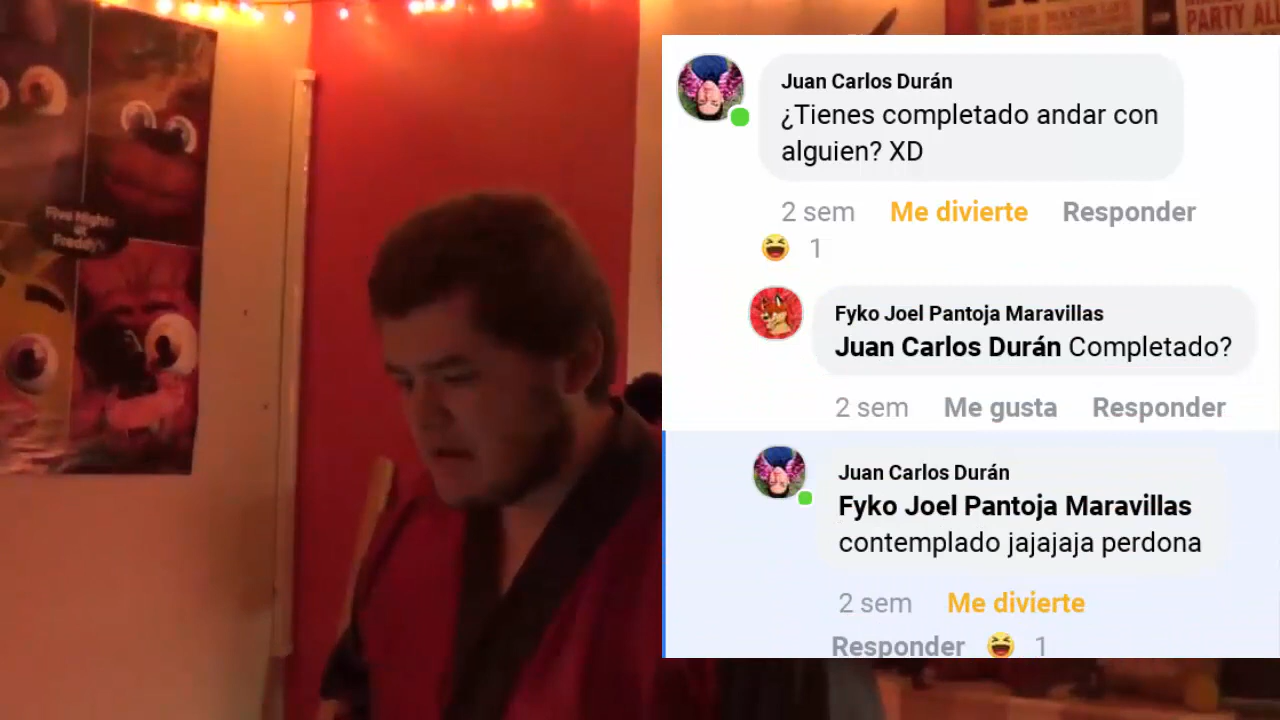 PARTY ALL
Five Nights
at
Freddy's
Juan Carlos Durán
¿Tienes completado andar con
alguien? XD
2 sem Me divierte Responder
1
Fyko Joel Pantoja Maravillas
Juan Carlos Durán Completado?
2 sem Me gusta Responder
Juan Carlos Durán
Fyko Joel Pantoja Maravillas
contemplado jajajaja perdona
2 sem Me divierte
Responder 1